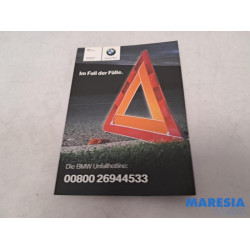 Im Fall der Fälle.
Die BMW Unfallhotline:
00800 26944533
MARESIA